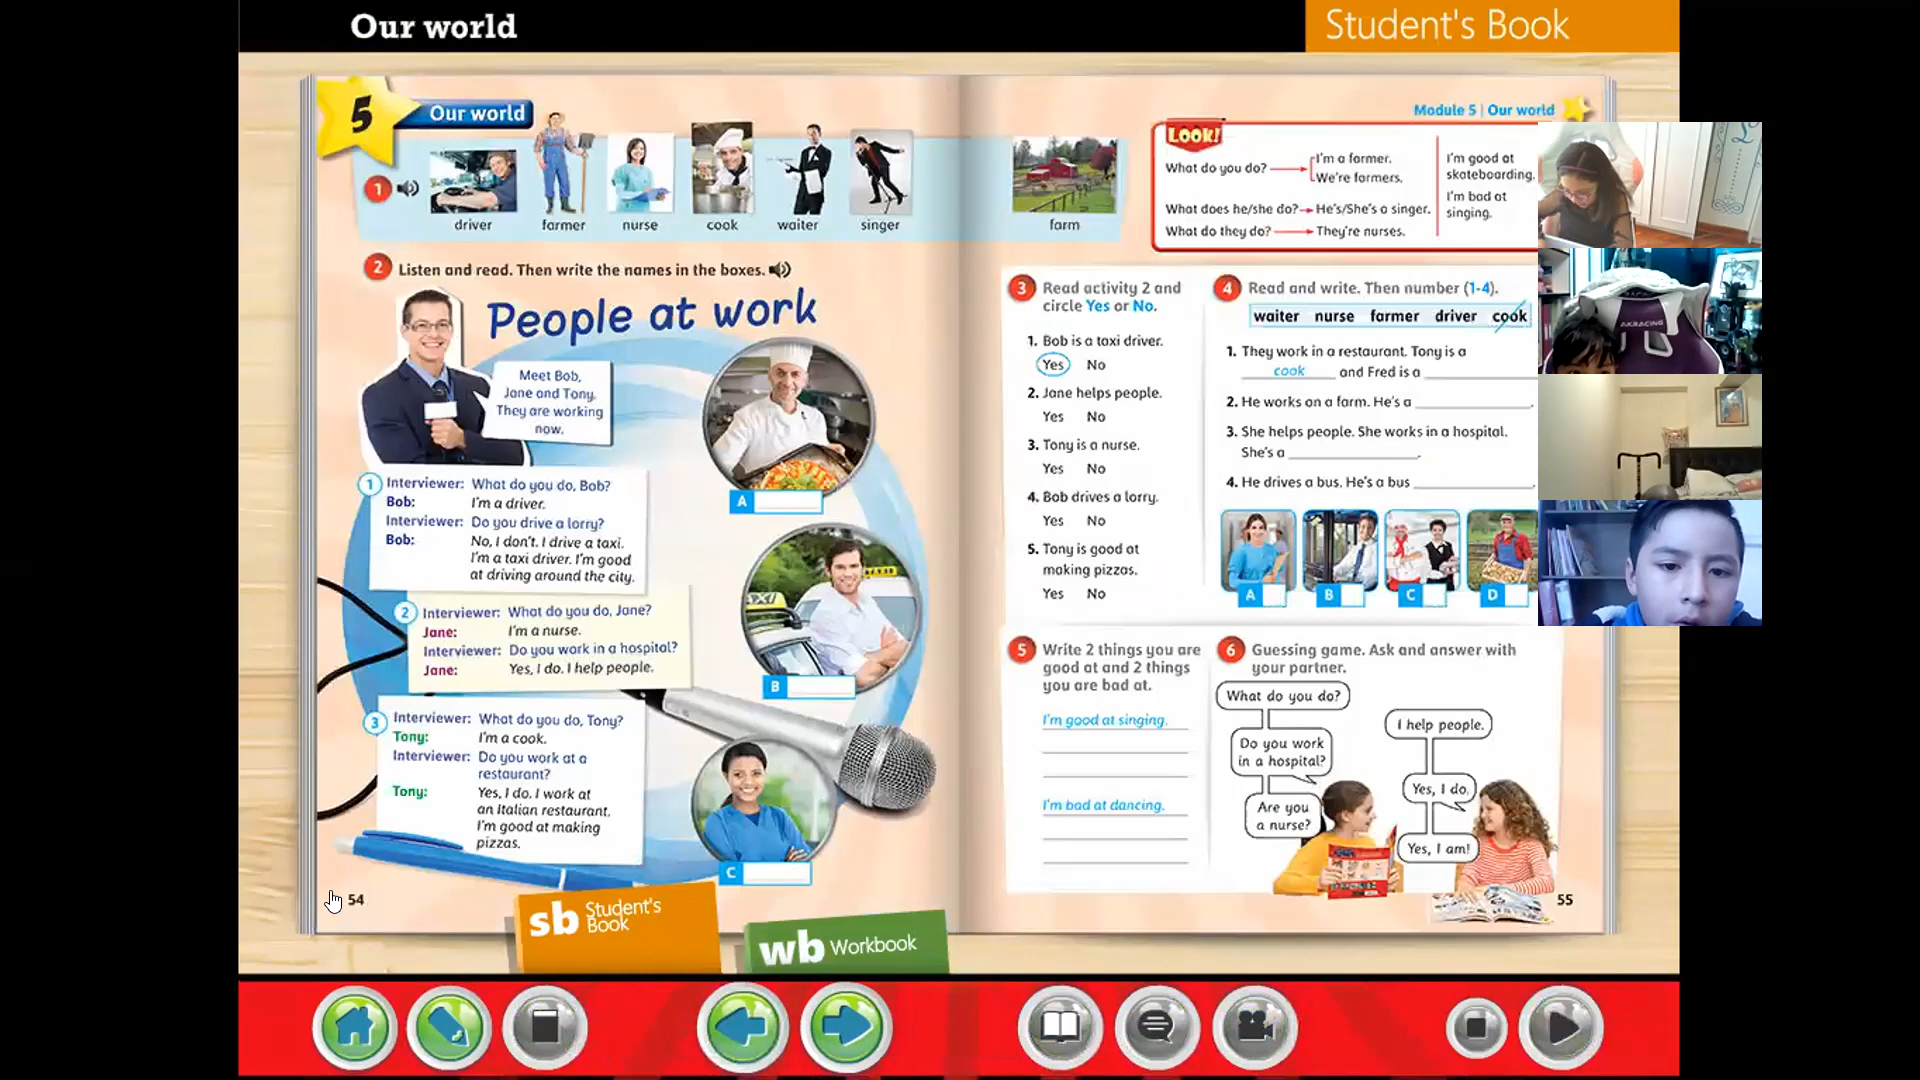 Our world
Student's Book
5
Our world
Module 5 | Our world
1
driver
farmer
nurse
cook
waiter
singer
farm
LOOK!
What do you do?
I'm a farmer.
We're farmers.
What does he/she do?
He's/She's a singer.
What do they do?
They're nurses.
I'm good at
skateboarding.
I'm bad at
singing.
2 Listen and read. Then write the names in the boxes.
People at work
Meet Bob,
Jane and Tony.
They are working
now.
A
1 Interviewer: What do you do, Bob?
Bob: I'm a driver.
Interviewer: Do you drive a lorry?
Bob: No, I don't. I drive a taxi.
I'm a taxi driver. I'm good
at driving around the city.
TAXI
TAXI
B
2 Interviewer: What do you do, Jane?
Jane: I'm a nurse.
Interviewer: Do you work in a hospital?
Jane: Yes, I do. I help people.
3 Interviewer: What do you do, Tony?
Tony: I'm a cook.
Interviewer: Do you work at a
restaurant?
Tony: Yes, I do. I work at
an Italian restaurant.
I'm good at making
pizzas.
C
54
3 Read activity 2 and
circle Yes or No.
1. Bob is a taxi driver.
Yes No
2. Jane helps people.
Yes No
3. Tony is a nurse.
Yes No
4. Bob drives a lorry.
Yes No
5. Tony is good at
making pizzas.
Yes No
4 Read and write. Then number (1-4).
waiter nurse farmer driver cook
1. They work in a restaurant. Tony is a
cook and Fred is a
2. He works on a farm. He's a
3. She helps people. She works in a hospital.
She's a
4. He drives a bus. He's a bus
A
B
C
D
5 Write 2 things you are
good at and 2 things
you are bad at.
I'm good at singing.
I'm bad at dancing.
6 Guessing game. Ask and answer with
your partner.
What do you do?
I help people.
Do you work
in a hospital?
Yes, I do.
Are you
a nurse?
Yes, I am!
55
AKRACING
sb Student's
Book
wb Workbook